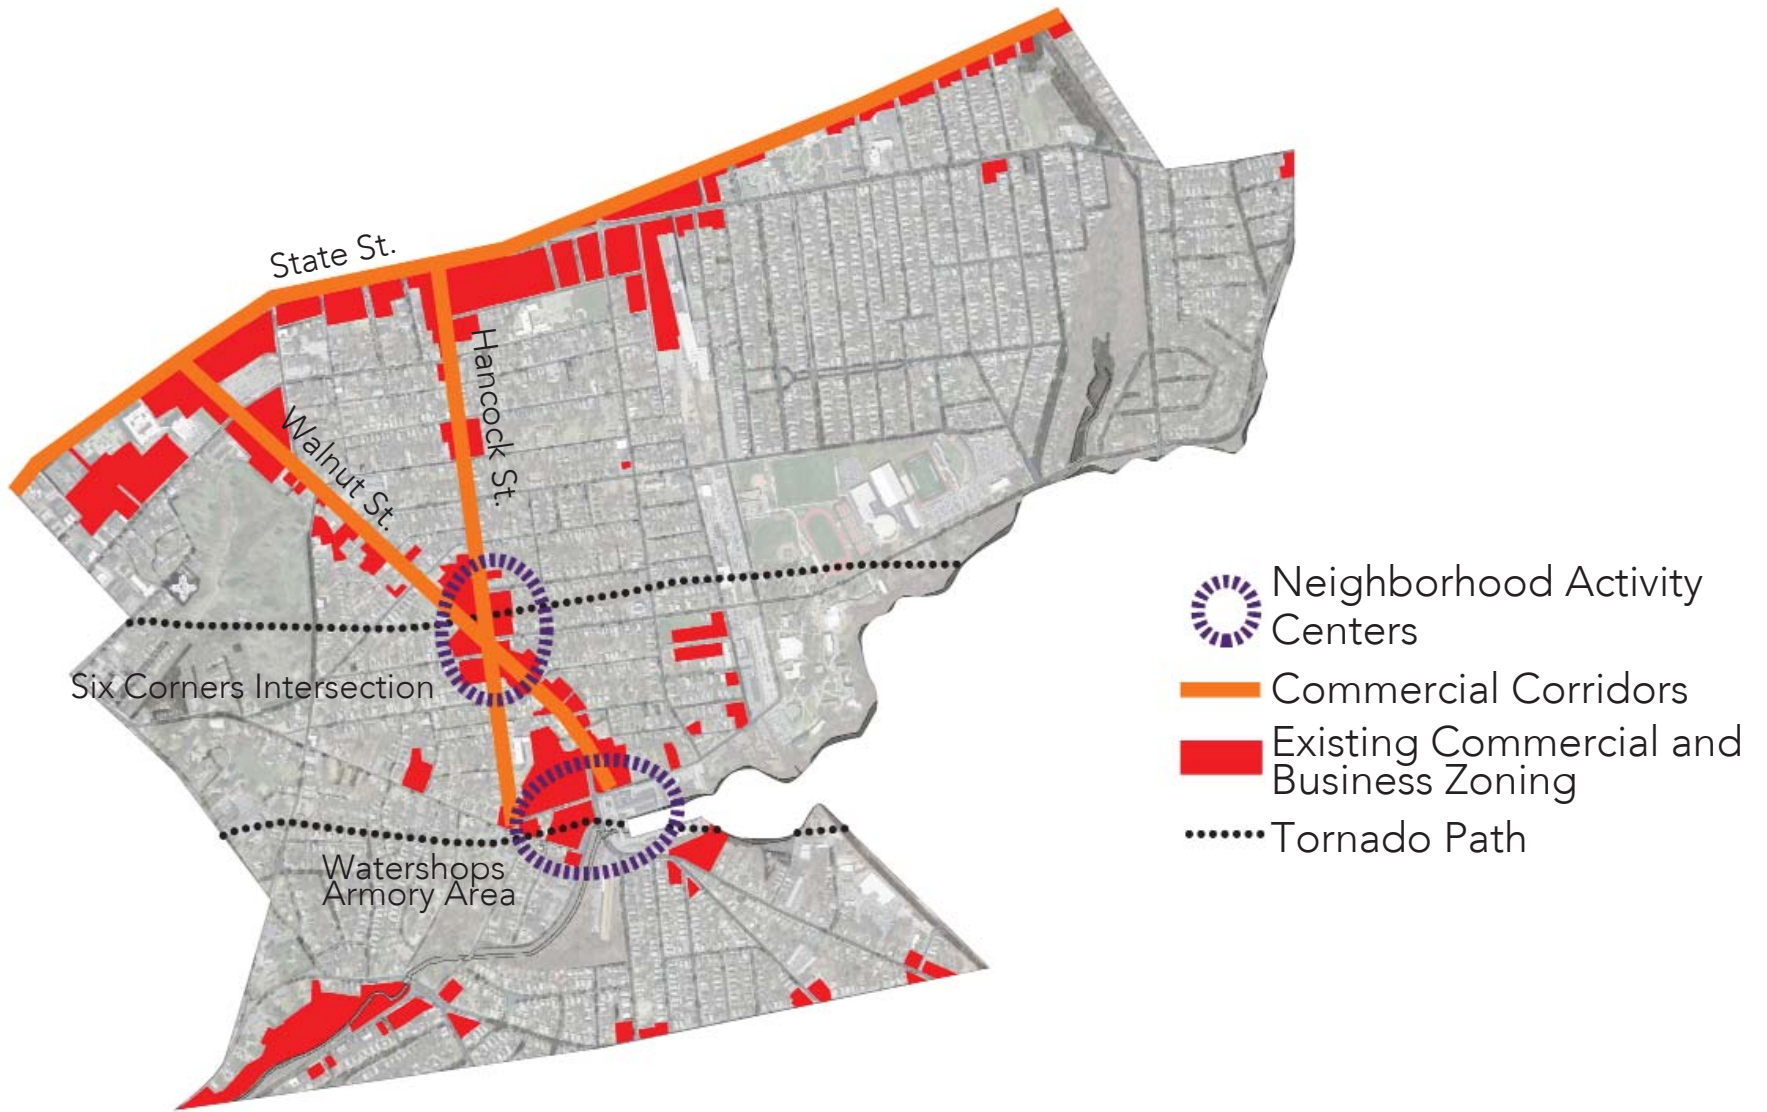 State St.
Hancock St.
Walnut St.
Six Corners Intersection
Watershops
Armory Area
Neighborhood Activity
Centers
Commercial Corridors
Existing Commercial and
Business Zoning
Tornado Path